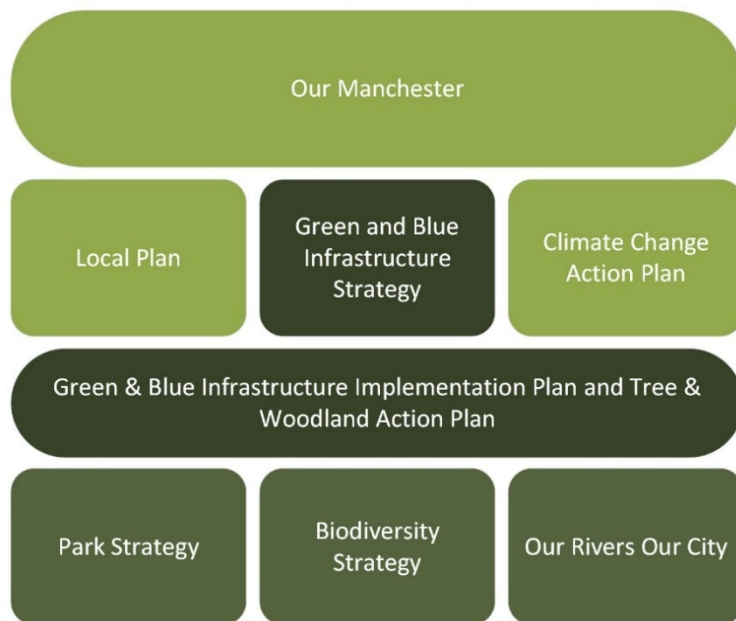 Our Manchester
Local Plan
Green and Blue
Infrastructure
Strategy
Climate Change
Action Plan
Green & Blue Infrastructure Implementation Plan and Tree &
Woodland Action Plan
Park Strategy
Biodiversity
Strategy
Our Rivers Our City